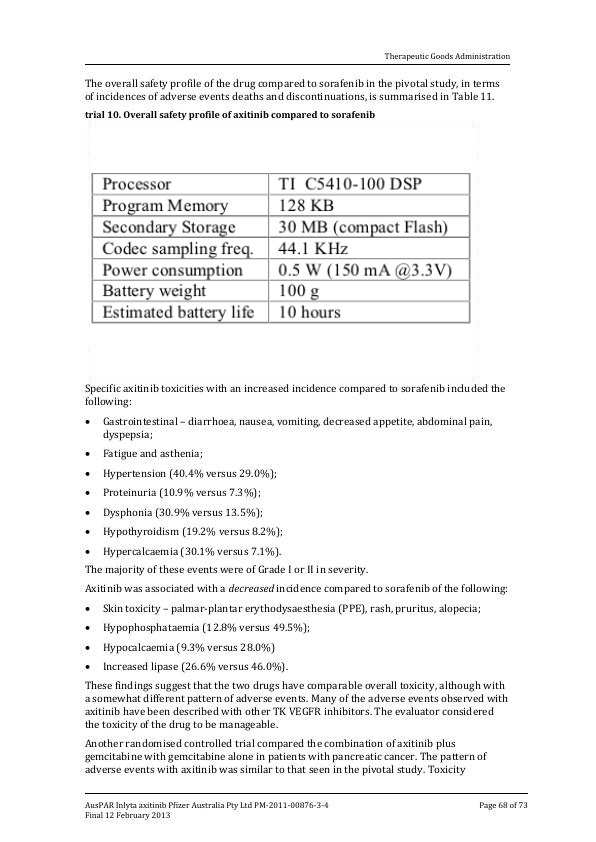 Therapeutic Goods Administration
The overall safety profile of the drug compared to sorafenib in the pivotal study, in terms
of incidences of adverse events deaths and discontinuations, is summarised in Table 11.
trial 10. Overall safety profile of axitinib compared to sorafenib
Processor TI C5410-100 DSP
Program Memory 128 KB
Secondary Storage 30 MB (compact Flash)
Codec sampling freq. 44.1 KHz
Power consumption 0.5 W (150 mA @3.3V)
Battery weight 100 g
Estimated battery life 10 hours
Specific axitinib toxicities with an increased incidence compared to sorafenib included the
following:
• Gastrointestinal – diarrhoea, nausea, vomiting, decreased appetite, abdominal pain,
dyspepsia;
• Fatigue and asthenia;
• Hypertension (40.4% versus 29.0%);
• Proteinuria (10.9% versus 7.3%);
• Dysphonia (30.9% versus 13.5%);
• Hypothyroidism (19.2% versus 8.2%);
• Hypercalcaemia (30.1% versus 7.1%).
The majority of these events were of Grade I or II in severity.
Axitinib was associated with a decreased incidence compared to sorafenib of the following:
• Skin toxicity – palmar-plantar erythodysaesthesia (PPE), rash, pruritus, alopecia;
• Hypophosphataemia (12.8% versus 49.5%);
• Hypocalcaemia (9.3% versus 28.0%)
• Increased lipase (26.6% versus 46.0%).
These findings suggest that the two drugs have comparable overall toxicity, although with
a somewhat different pattern of adverse events. Many of the adverse events observed with
axitinib have been described with other TK VEGFR inhibitors. The evaluator considered
the toxicity of the drug to be manageable.
Another randomised controlled trial compared the combination of axitinib plus
gemcitabine with gemcitabine alone in patients with pancreatic cancer. The pattern of
adverse events with axitinib was similar to that seen in the pivotal study. Toxicity
AusPAR Inlyta axitinib Pfizer Australia Pty Ltd PM-2011-00876-3-4 Page 68 of 73
Final 12 February 2013